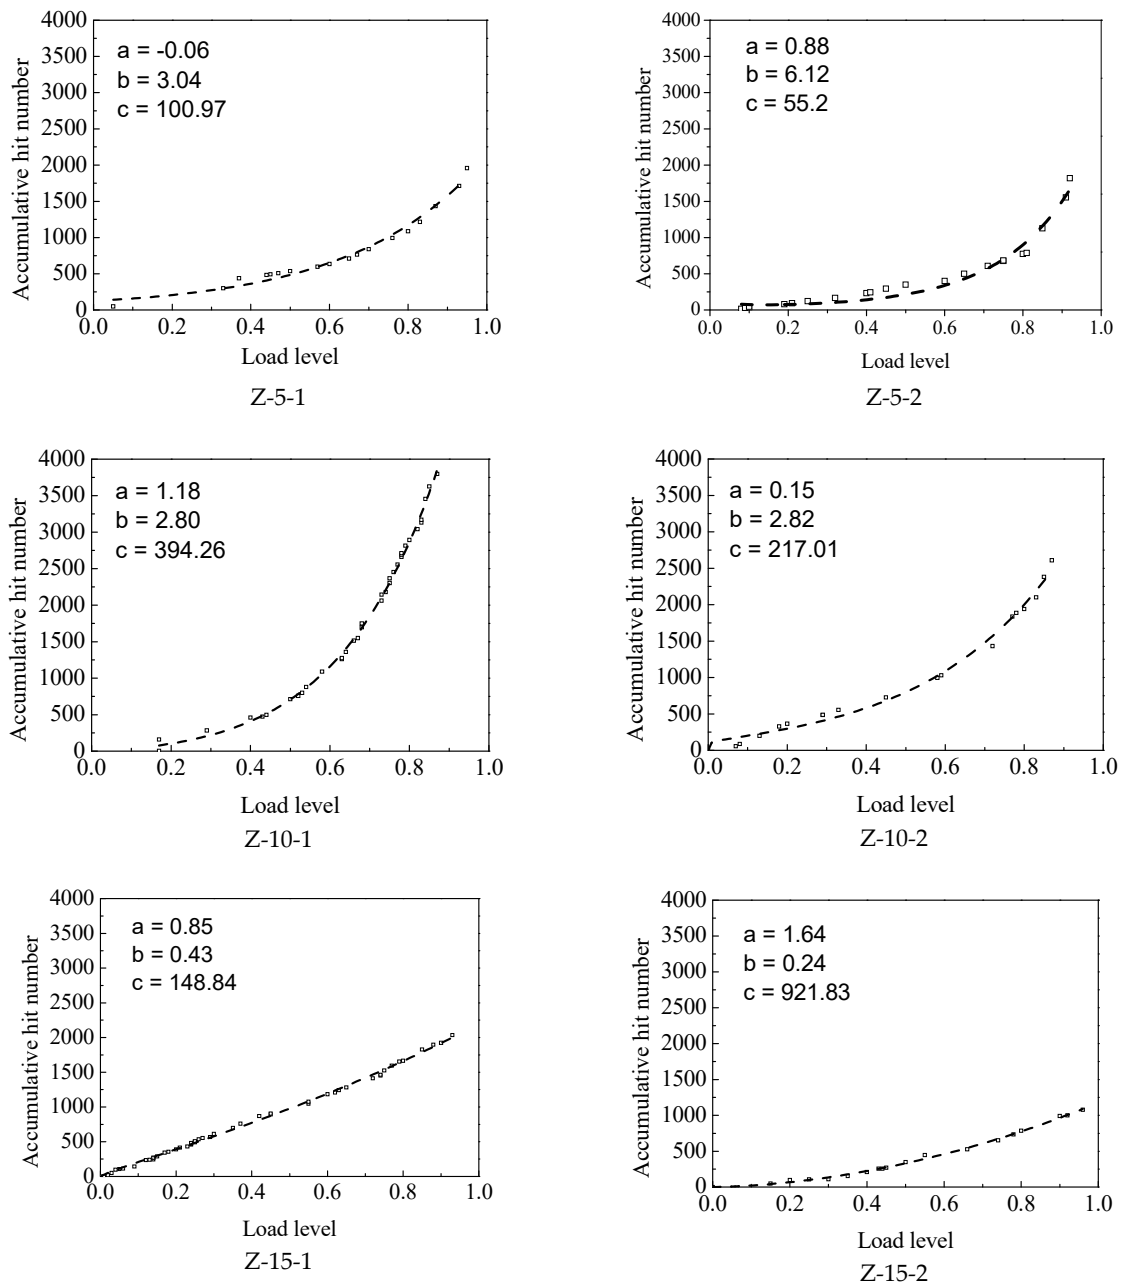 4000
3500
3000
2500
2000
1500
1000
500
0
Accumulative hit number
a = -0.06
b = 3.04
c = 100.97
0.0 0.2 0.4 0.6 0.8 1.0
Load level
Z-5-1
4000
3500
3000
2500
2000
1500
1000
500
0
Accumulative hit number
a = 0.88
b = 6.12
c = 55.2
0.0 0.2 0.4 0.6 0.8 1.0
Load level
Z-5-2
4000
3500
3000
2500
2000
1500
1000
500
0
Accumulative hit number
a = 1.18
b = 2.80
c = 394.26
0.0 0.2 0.4 0.6 0.8 1.0
Load level
Z-10-1
4000
3500
3000
2500
2000
1500
1000
500
0
Accumulative hit number
a = 0.15
b = 2.82
c = 217.01
0.0 0.2 0.4 0.6 0.8 1.0
Load level
Z-10-2
4000
3500
3000
2500
2000
1500
1000
500
0
Accumulative hit number
a = 0.85
b = 0.43
c = 148.84
0.0 0.2 0.4 0.6 0.8 1.0
Load level
Z-15-1
4000
3500
3000
2500
2000
1500
1000
500
0
Accumulative hit number
a = 1.64
b = 0.24
c = 921.83
0.0 0.2 0.4 0.6 0.8 1.0
Load level
Z-15-2